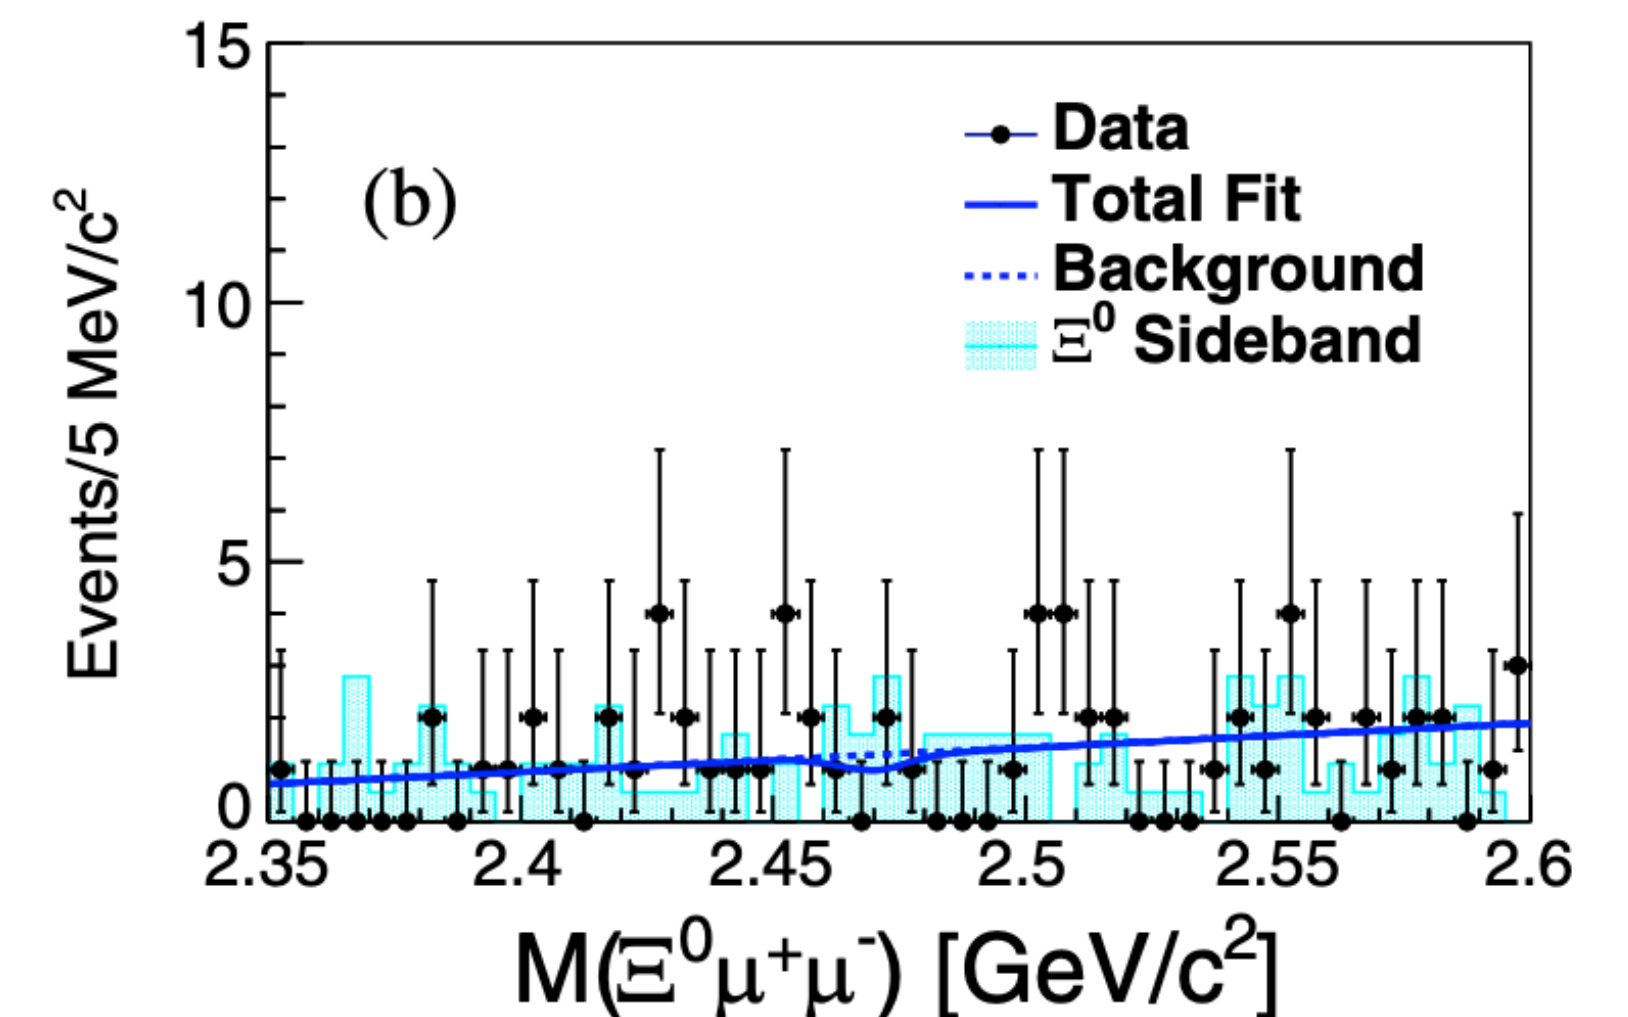 15
10
5
0
Events/5 MeV/c²
(b)
Data
Total Fit
Background
Ξ⁰ Sideband
2.35 2.4 2.45 2.5 2.55 2.6
M(Ξ⁰μ⁺μ⁻) [GeV/c²]